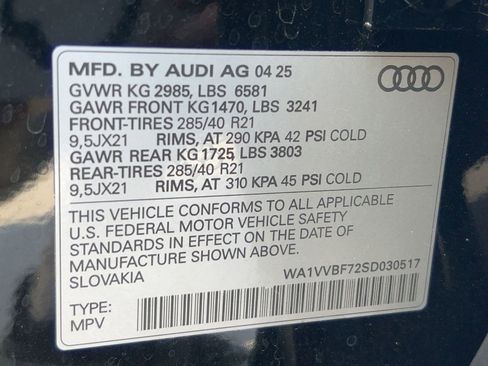 MFD. BY AUDI AG 04 25
GVWR KG 2985, LBS 6581
GAWR FRONT KG1470, LBS 3241
FRONT-TIRES 285/40 R21
9,5JX21 RIMS, AT 290 KPA 42 PSI COLD
GAWR REAR KG 1725, LBS 3803
REAR-TIRES 285/40 R21
9,5JX21 RIMS, AT 310 KPA 45 PSI COLD
THIS VEHICLE CONFORMS TO ALL APPLICABLE
U.S. FEDERAL MOTOR VEHICLE SAFETY
STANDARDS IN EFFECT ON THE DATE OF
MANUFACTURE SHOWN ABOVE.
SLOVAKIA WA1VVBF72SD030517
TYPE:
MPV